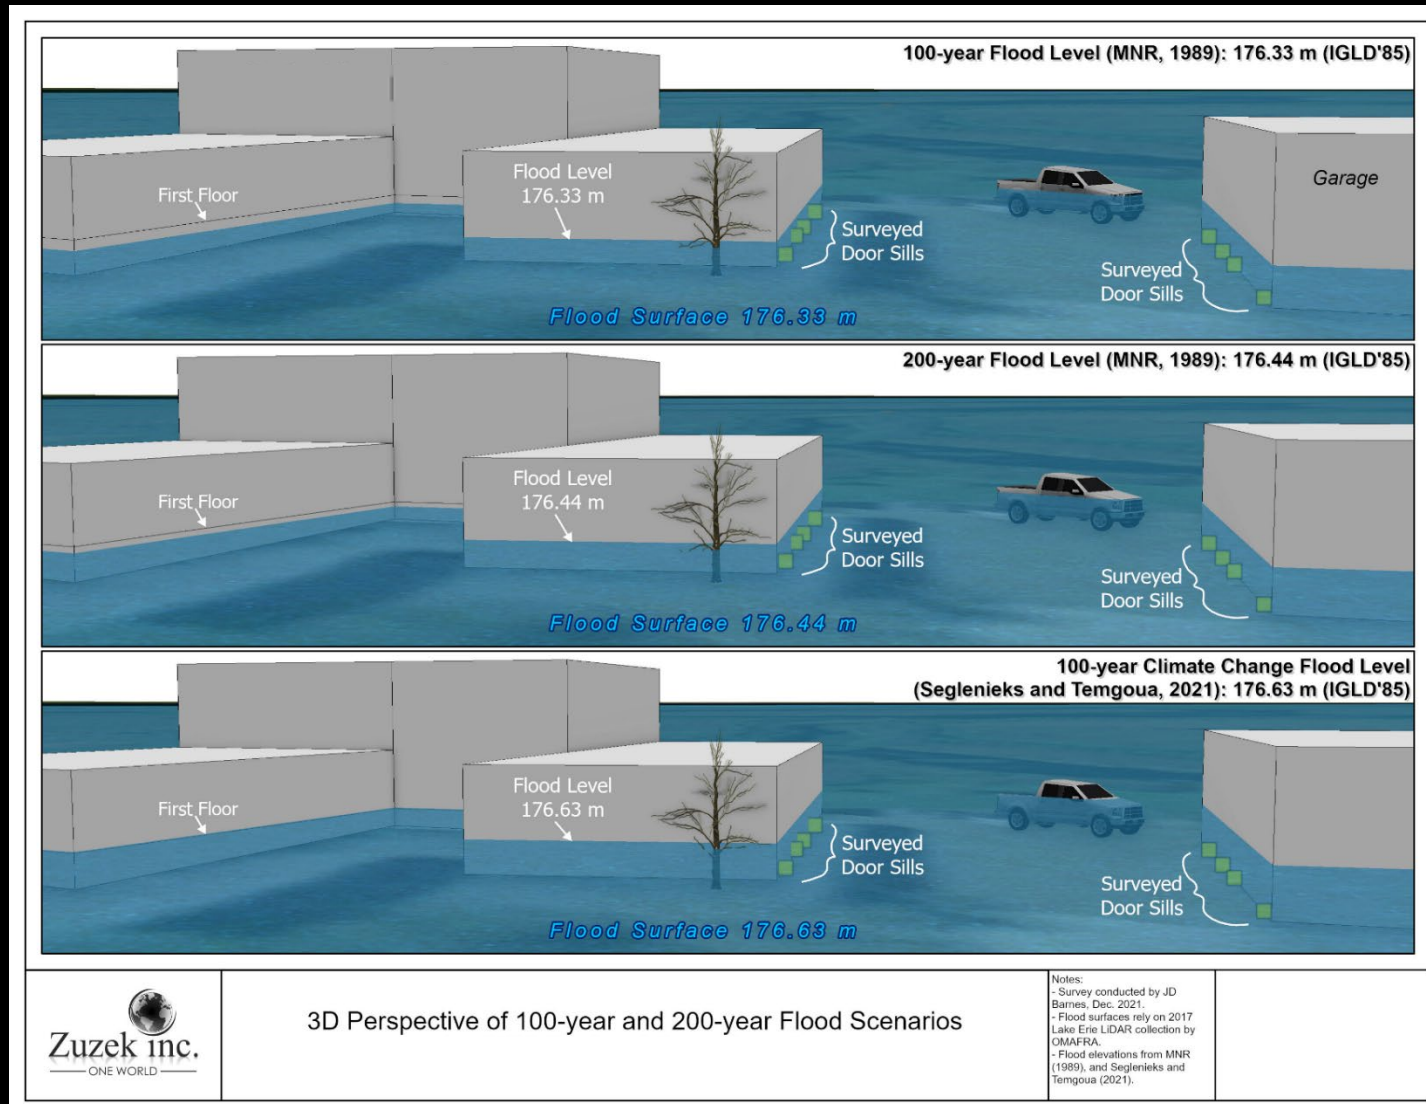 100-year Flood Level (MNR, 1989): 176.33 m (IGLD'85)
First Floor
Flood Level
176.33 m
Surveyed
Door Sills
Garage
Surveyed
Door Sills
Flood Surface 176.33 m
200-year Flood Level (MNR, 1989): 176.44 m (IGLD'85)
First Floor
Flood Level
176.44 m
Surveyed
Door Sills
Surveyed
Door Sills
Flood Surface 176.44 m
100-year Climate Change Flood Level
(Seglenieks and Temgoua, 2021): 176.63 m (IGLD'85)
First Floor
Flood Level
176.63 m
Surveyed
Door Sills
Surveyed
Door Sills
Flood Surface 176.63 m
Zuzek inc.
ONE WORLD
3D Perspective of 100-year and 200-year Flood Scenarios
Notes:
- Survey conducted by JD
Barnes, Dec. 2021.
- Flood surfaces rely on 2017
Lake Erie LiDAR collection by
OMAFRA.
- Flood elevations from MNR
(1989), and Seglenieks and
Temgoua (2021).